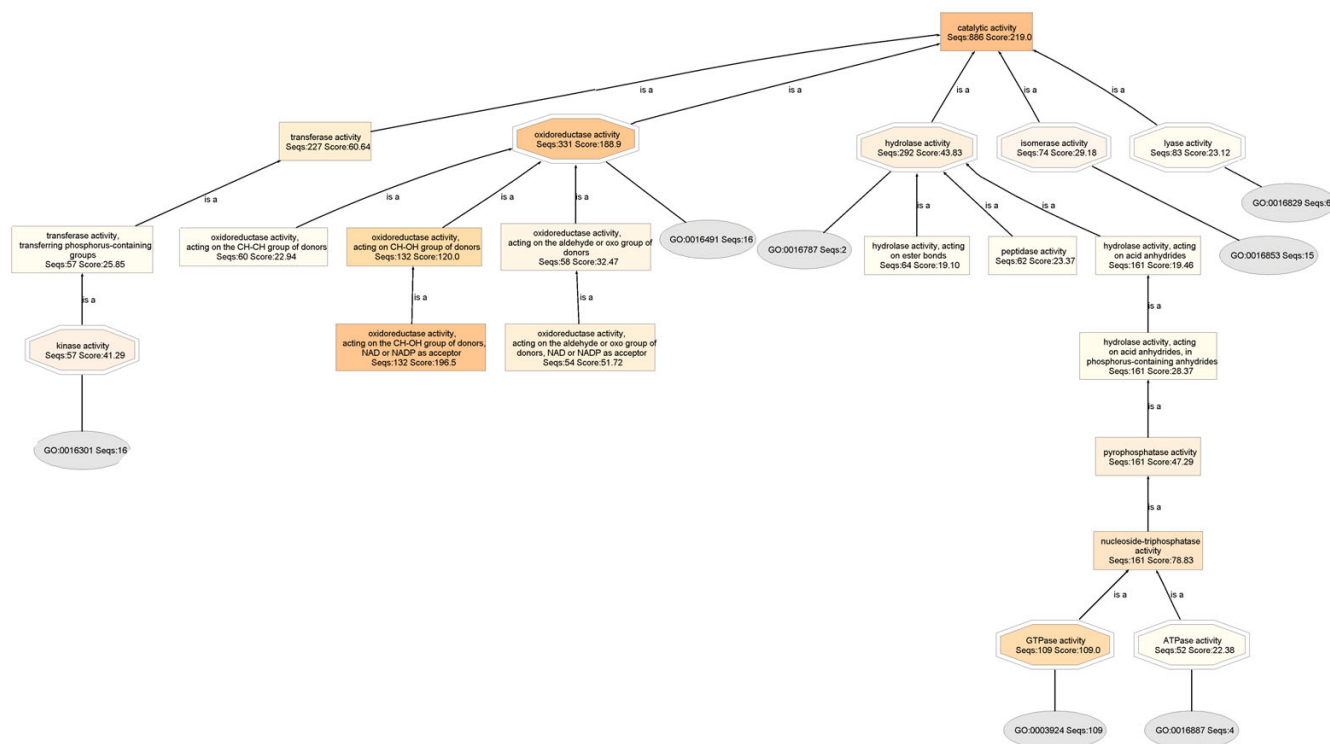 catalytic activity
Seqs:886 Score:219.0
is a
is a
is a
is a
is a
transferase activity
Seqs:227 Score:60.64
oxidoreductase activity
Seqs:331 Score:188.9
hydrolase activity
Seqs:292 Score:43.83
isomerase activity
Seqs:74 Score:29.18
lyase activity
Seqs:83 Score:23.12
is a
is a
is a
is a
is a
is a
is a
GO:0016829 Seqs:6
transferase activity,
transferring phosphorus-containing
groups
Seqs:57 Score:25.85
oxidoreductase activity,
acting on the CH-CH group of donors
Seqs:60 Score:22.94
oxidoreductase activity,
acting on CH-OH group of donors
Seqs:132 Score:120.0
oxidoreductase activity,
acting on the aldehyde or oxo group of
donors
Seqs:58 Score:32.47
GO:0016491 Seqs:16
GO:0016787 Seqs:2
hydrolase activity, acting
on ester bonds
Seqs:64 Score:19.10
peptidase activity
Seqs:62 Score:23.37
hydrolase activity, acting
on acid anhydrides
Seqs:161 Score:19.46
GO:0016853 Seqs:15
is a
is a
is a
is a
kinase activity
Seqs:57 Score:41.29
oxidoreductase activity,
acting on the CH-OH group of donors,
NAD or NADP as acceptor
Seqs:132 Score:196.5
oxidoreductase activity,
acting on the aldehyde or oxo group of
donors, NAD or NADP as acceptor
Seqs:54 Score:51.72
hydrolase activity, acting
on acid anhydrides, in
phosphorus-containing anhydrides
Seqs:161 Score:28.37
is a
GO:0016301 Seqs:16
pyrophosphatase activity
Seqs:161 Score:47.29
is a
nucleoside-triphosphatase
activity
Seqs:161 Score:78.83
is a
is a
GTPase activity
Seqs:109 Score:109.0
ATPase activity
Seqs:52 Score:22.38
GO:0003924 Seqs:109
GO:0016887 Seqs:4